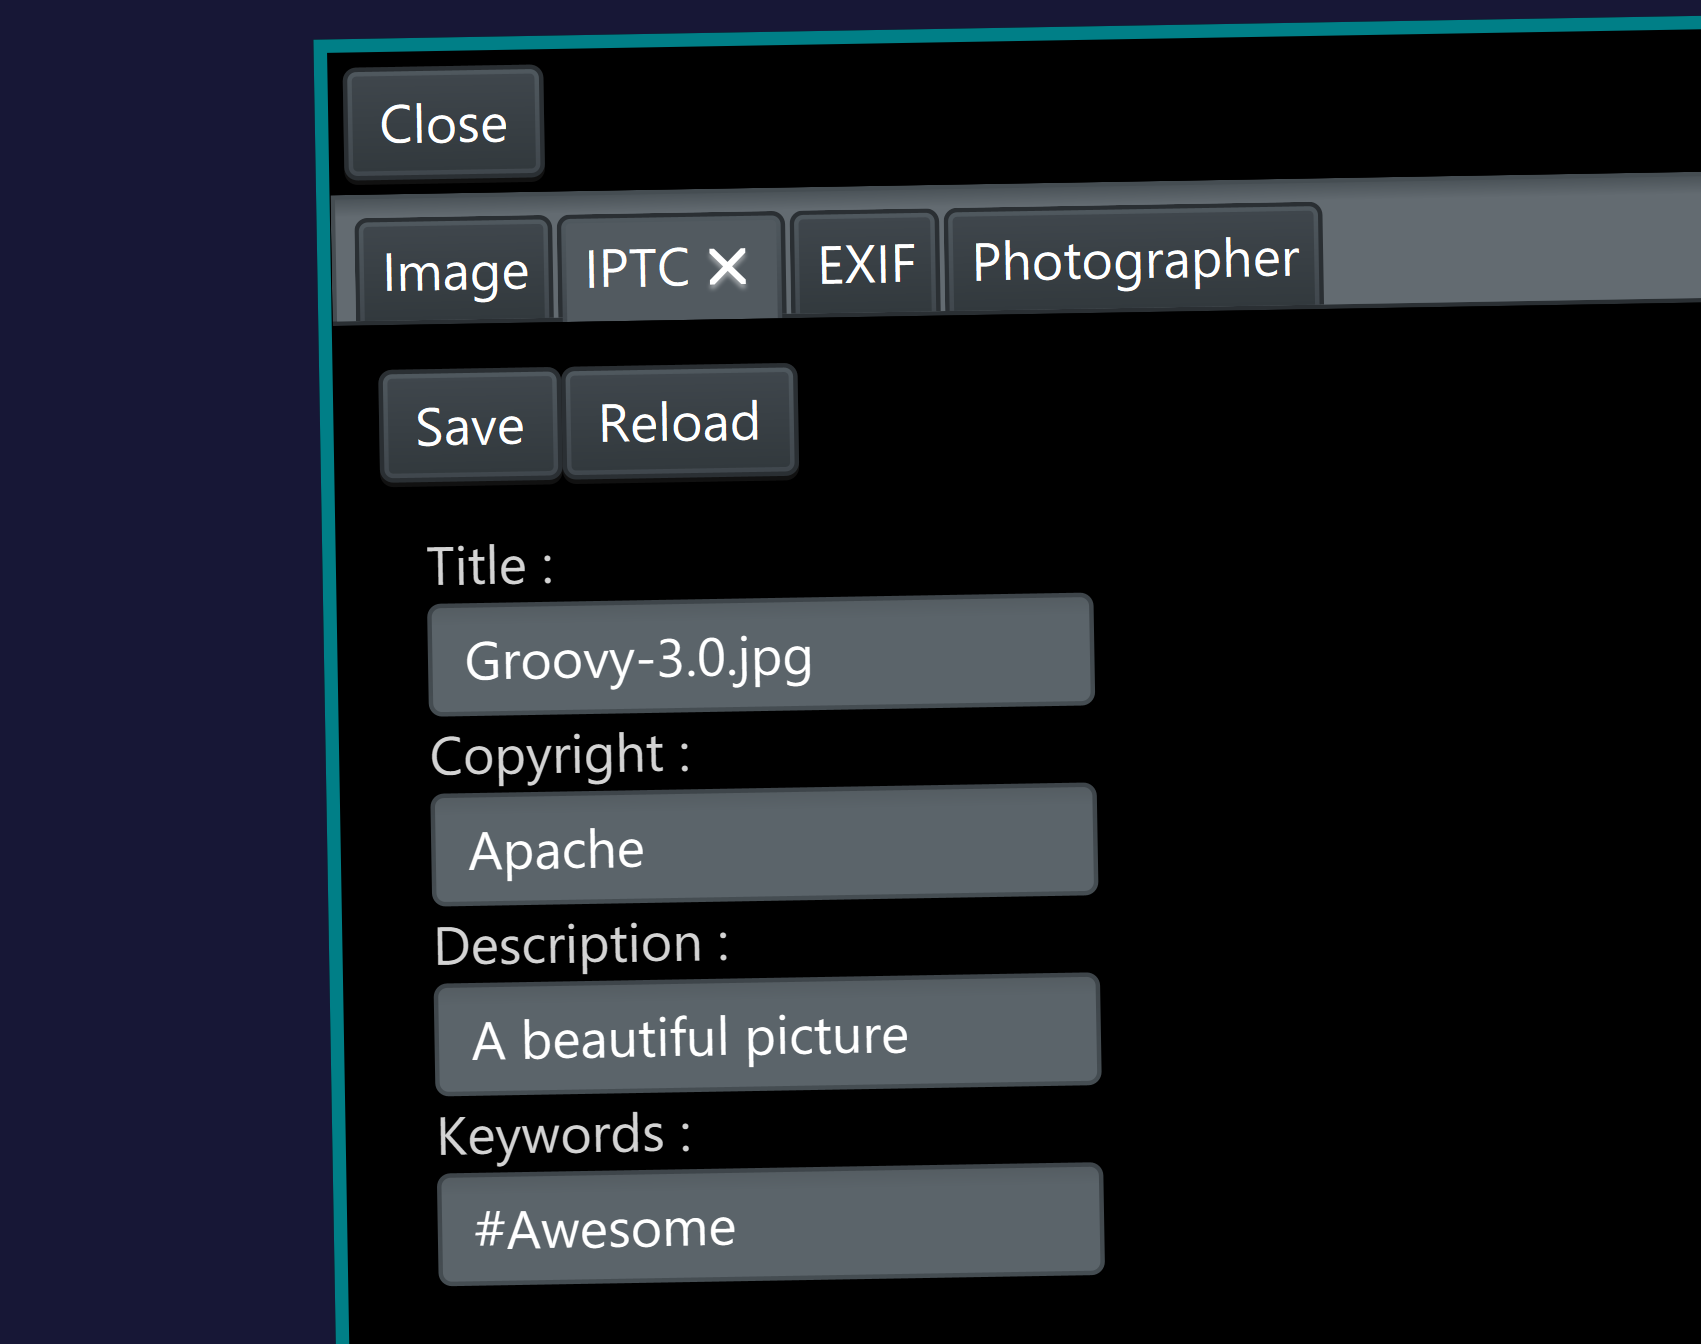 Close
Image IPTC EXIF Photographer
Save Reload
Title :
Groovy-3.0.jpg
Copyright :
Apache
Description :
A beautiful picture
Keywords :
#Awesome